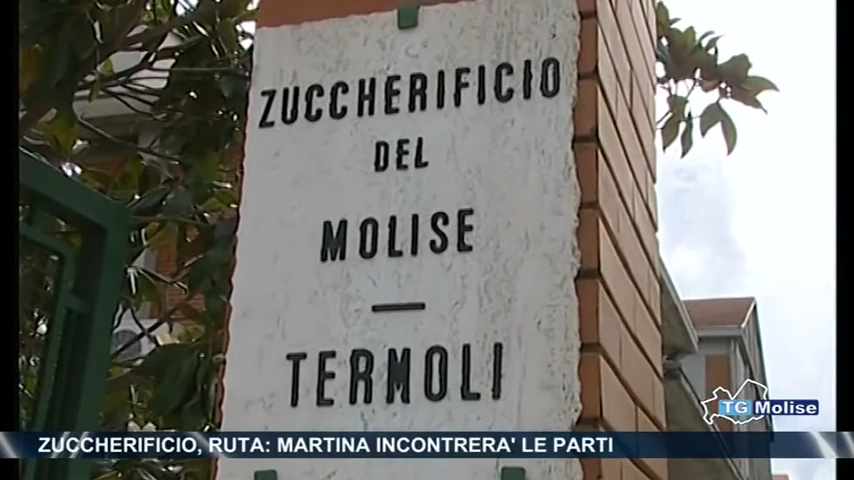 ZUCCHERIFICIO
DEL
MOLISE
—
TERMOLI
TG Molise
ZUCCHERIFICIO, RUTA: MARTINA INCONTRERA' LE PARTI